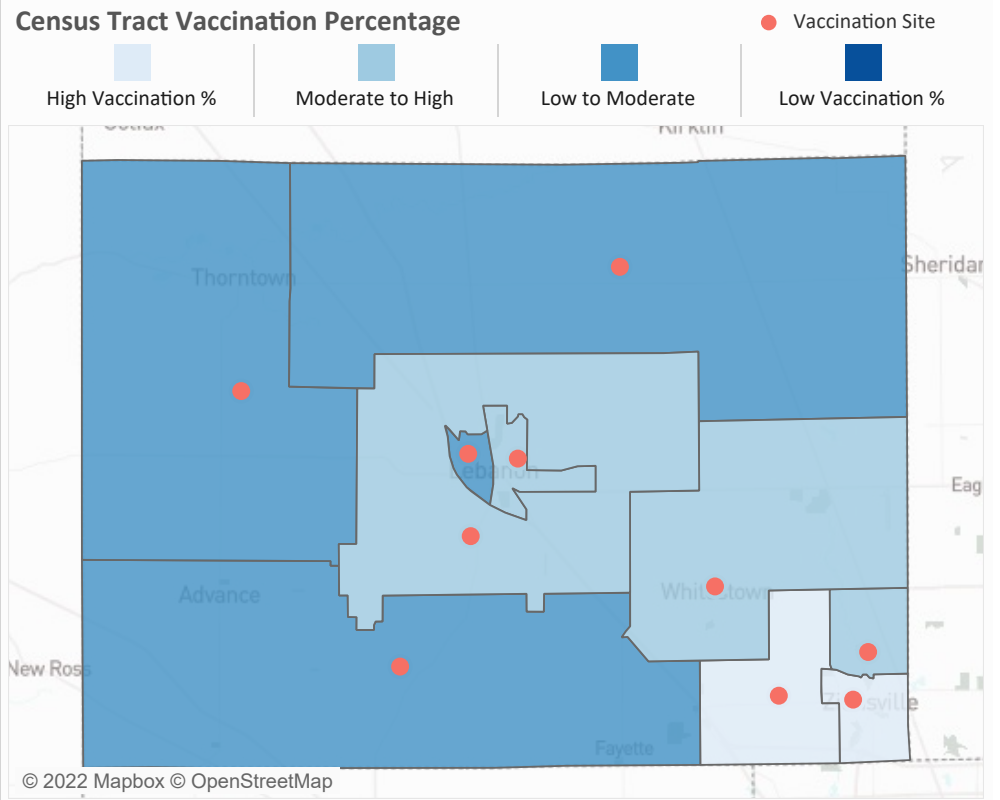 Census Tract Vaccination Percentage
Vaccination Site
High Vaccination %
Moderate to High
Low to Moderate
Low Vaccination %
Colfax
Kirklin
Sheridan
Thorntown
Lebanon
Eag
Advance
Whitestown
New Ross
Zionsville
Fayette
© 2022 Mapbox © OpenStreetMap